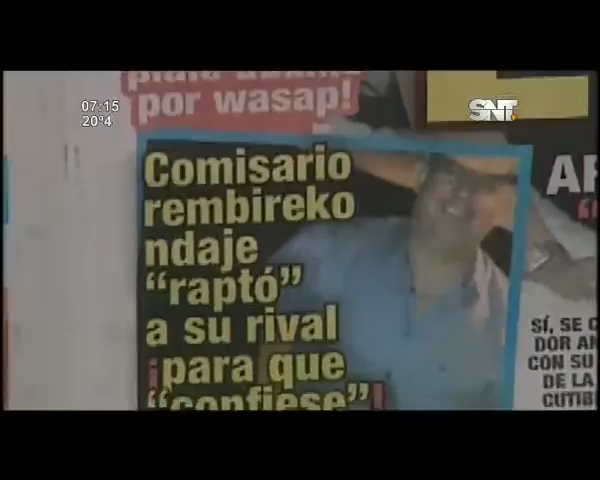 por wasap!
07:15
20°4
SNT.
Comisario
rembireko
ndaje
“raptó”
a su rival
¡para que
“confiese”!
SÍ, SE
CON SU
DE LA